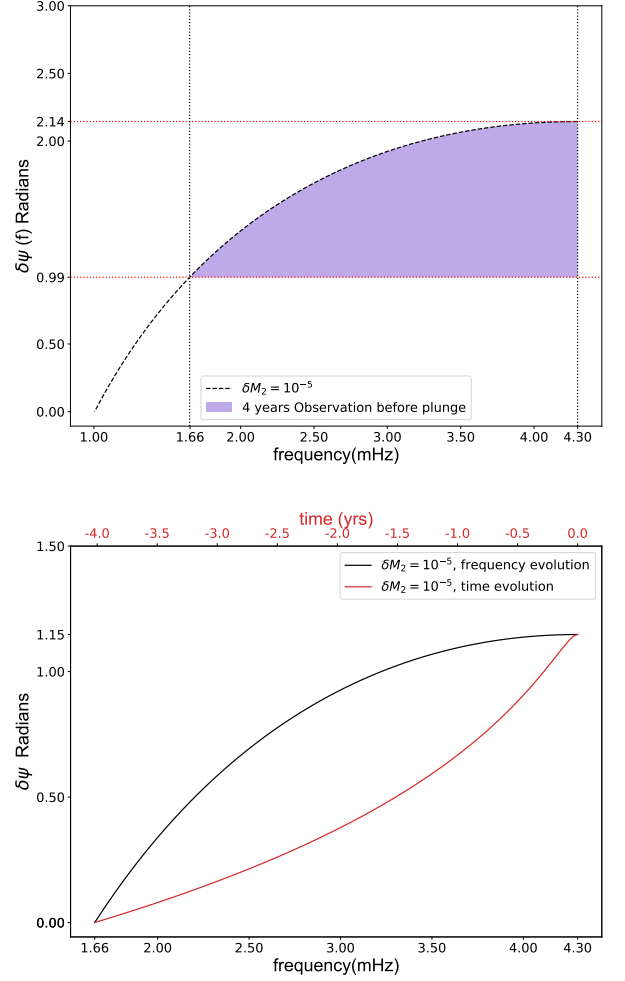 3.00
2.50
2.14
2.00
0.99
0.50
0.00
δψ (f) Radians
δM₂ = 10⁻⁵
4 years Observation before plunge
1.00 1.66 2.00 2.50 3.00 3.50 4.00 4.30
frequency(mHz)
time (yrs)
-4.0 -3.5 -3.0 -2.5 -2.0 -1.5 -1.0 -0.5 0.0
1.50
1.15
1.00
0.50
0.00
δψ Radians
δM₂ = 10⁻⁵, frequency evolution
δM₂ = 10⁻⁵, time evolution
1.66 2.00 2.50 3.00 3.50 4.00 4.30
frequency(mHz)